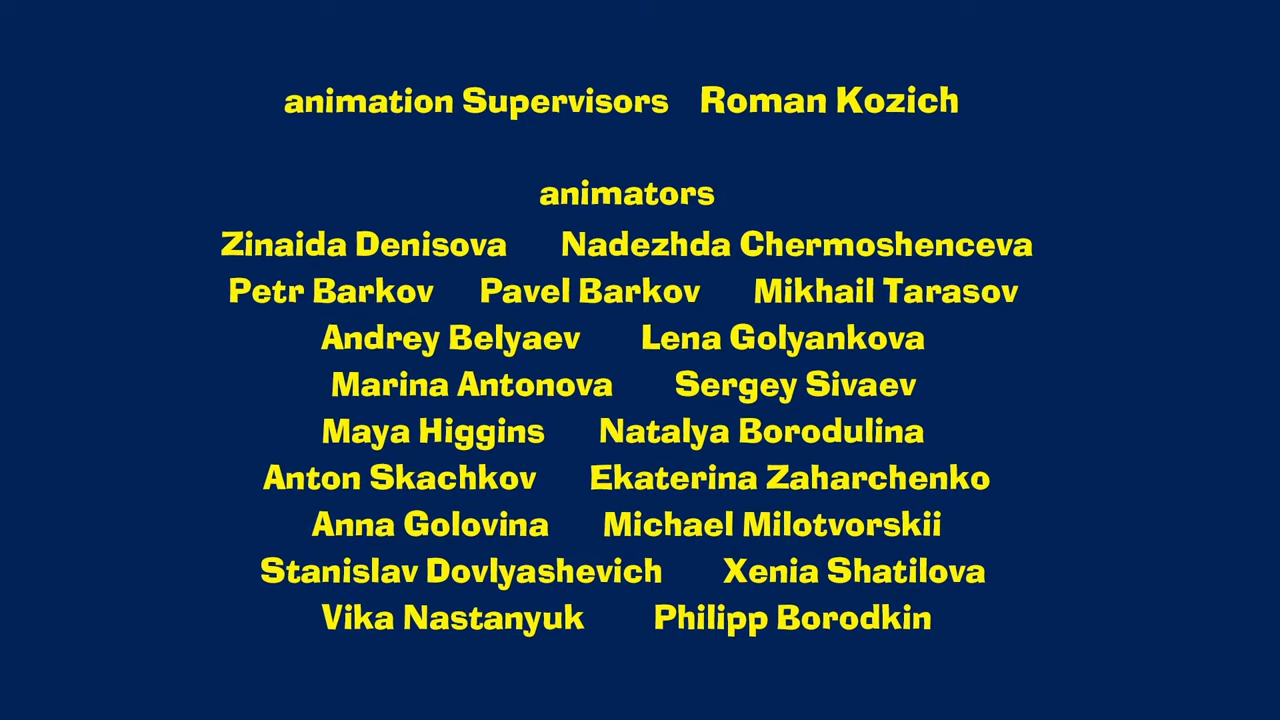 animation Supervisors Roman Kozich
animators
Zinaida Denisova Nadezhda Chermoshenceva
Petr Barkov Pavel Barkov Mikhail Tarasov
Andrey Belyaev Lena Golyankova
Marina Antonova Sergey Sivaev
Maya Higgins Natalya Borodulina
Anton Skachkov Ekaterina Zaharchenko
Anna Golovina Michael Milotvorskii
Stanislav Dovlyashevich Xenia Shatilova
Vika Nastanyuk Philipp Borodkin